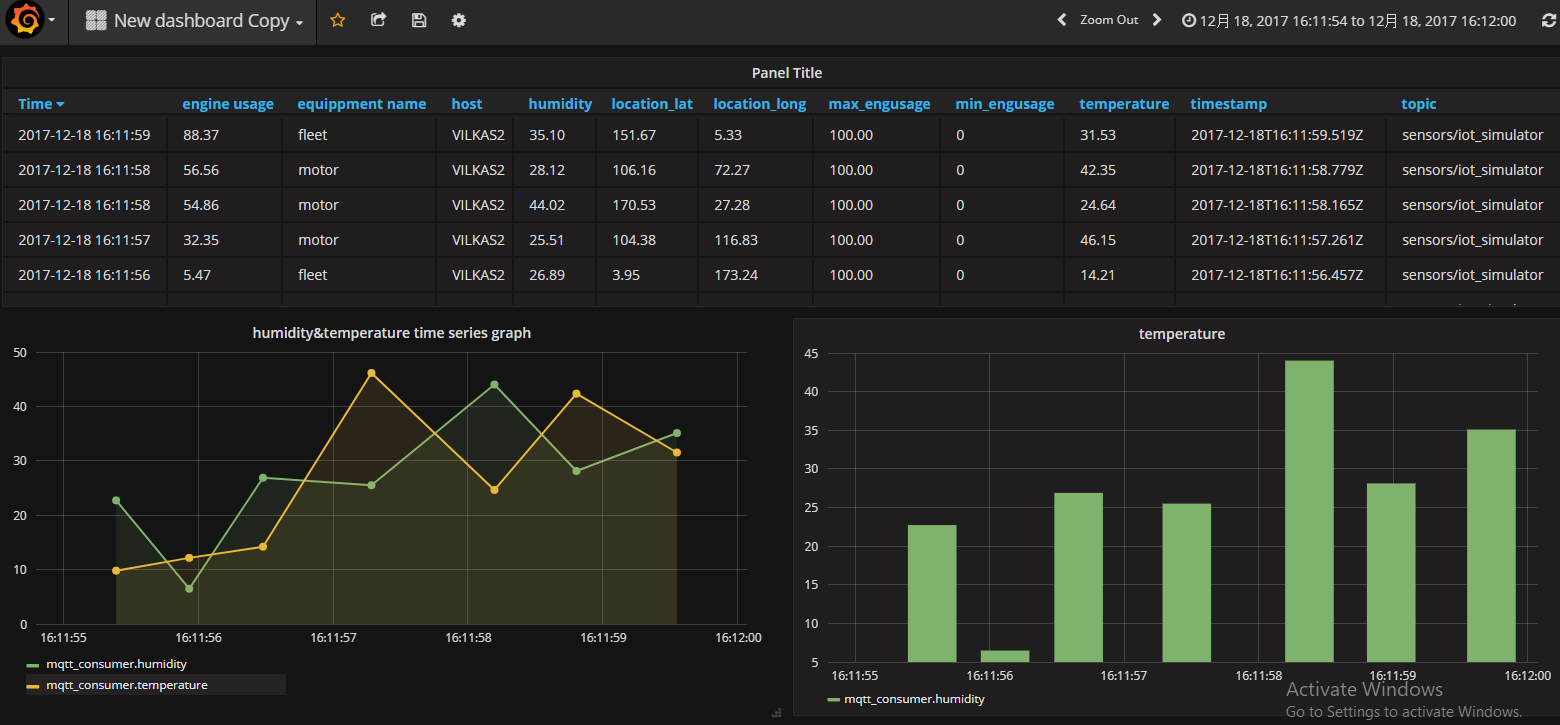 New dashboard Copy
Zoom Out
12月 18, 2017 16:11:54 to 12月 18, 2017 16:12:00
Panel Title
Time engine usage equippment name host humidity location_lat location_long max_engusage min_engusage temperature timestamp topic
2017-12-18 16:11:59 88.37 fleet VILKAS2 35.10 151.67 5.33 100.00 0 31.53 2017-12-18T16:11:59.519Z sensors/iot_simulator
2017-12-18 16:11:58 56.56 motor VILKAS2 28.12 106.16 72.27 100.00 0 42.35 2017-12-18T16:11:58.779Z sensors/iot_simulator
2017-12-18 16:11:58 54.86 motor VILKAS2 44.02 170.53 27.28 100.00 0 24.64 2017-12-18T16:11:58.165Z sensors/iot_simulator
2017-12-18 16:11:57 32.35 motor VILKAS2 25.51 104.38 116.83 100.00 0 46.15 2017-12-18T16:11:57.261Z sensors/iot_simulator
2017-12-18 16:11:56 5.47 fleet VILKAS2 26.89 3.95 173.24 100.00 0 14.21 2017-12-18T16:11:56.457Z sensors/iot_simulator
humidity&temperature time series graph
50
40
30
20
10
0
16:11:55 16:11:56 16:11:57 16:11:58 16:11:59 16:12:00
mqtt_consumer.humidity
mqtt_consumer.temperature
temperature
45
40
35
30
25
20
15
10
5
16:11:55 16:11:56 16:11:57 16:11:58 16:11:59 16:12:00
mqtt_consumer.humidity
Activate Windows
Go to Settings to activate Windows.